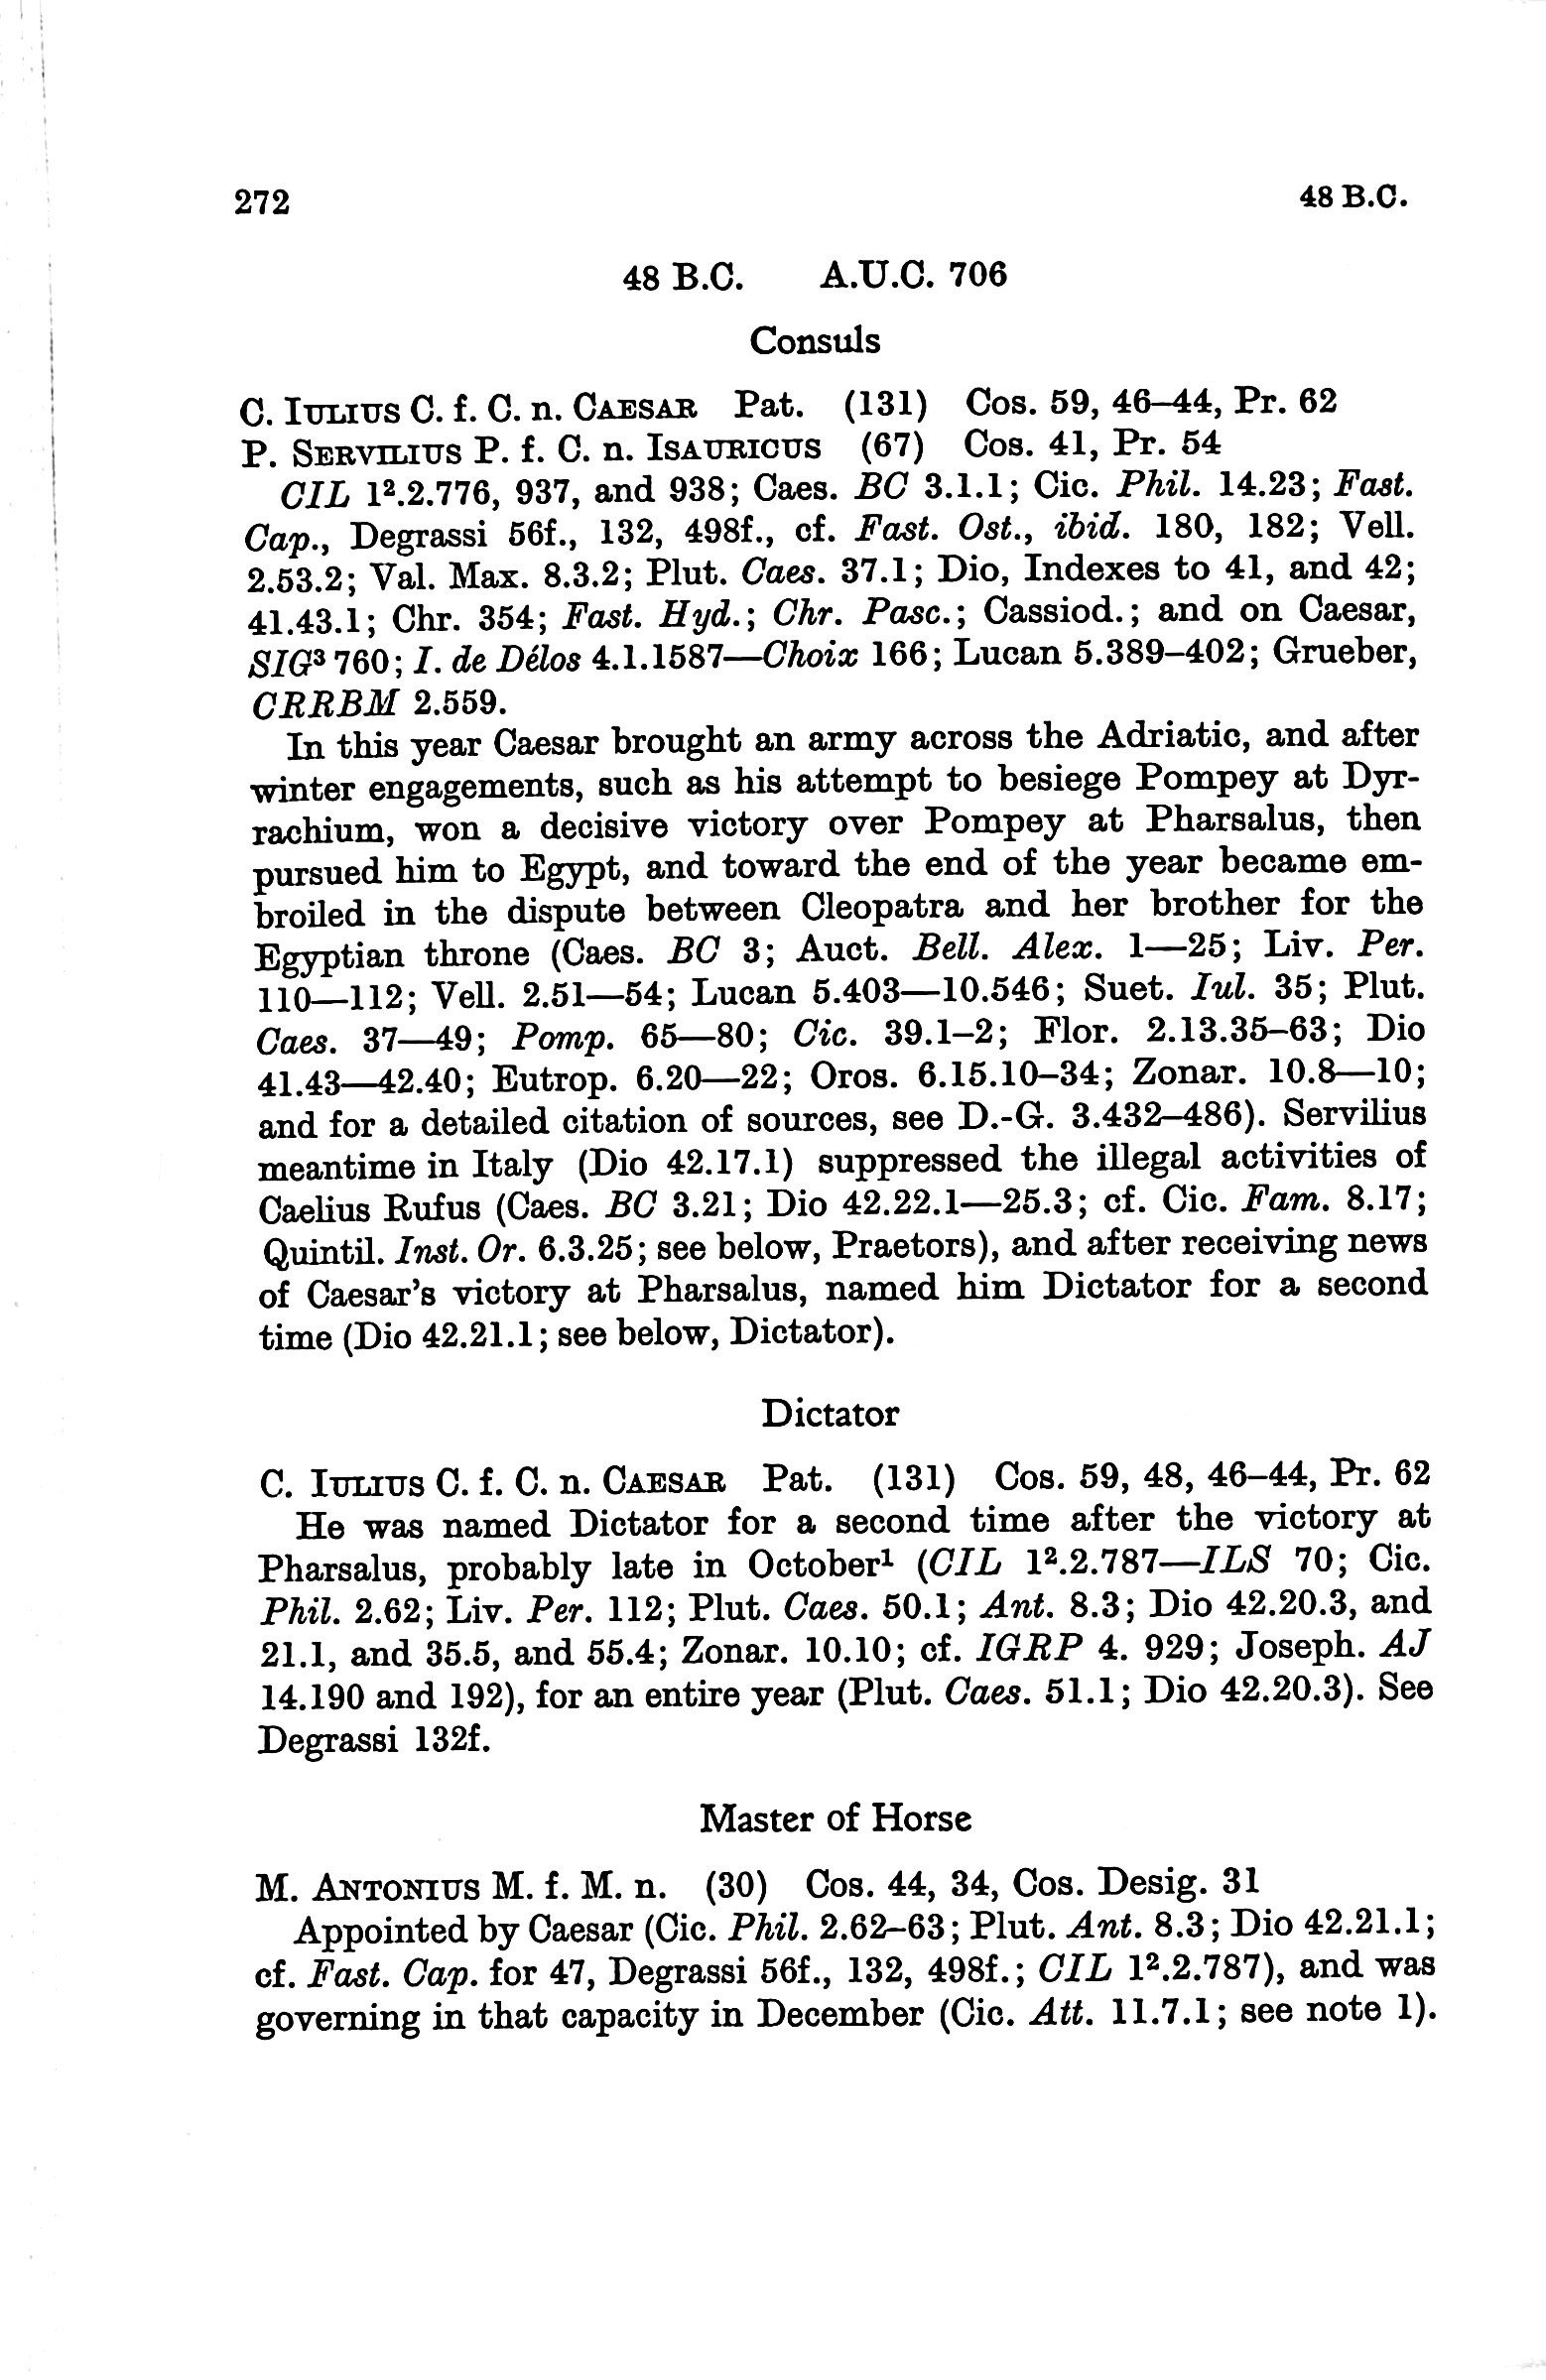 272 48 B.C.
48 B.C. A.U.C. 706
Consuls
C. Iulius C. f. C. n. Caesar Pat. (131) Cos. 59, 46–44, Pr. 62
P. Servilius P. f. C. n. Isauricus (67) Cos. 41, Pr. 54
CIL 1².2.776, 937, and 938; Caes. BC 3.1.1; Cic. Phil. 14.23; Fast.
Cap., Degrassi 56f., 132, 498f., cf. Fast. Ost., ibid. 180, 182; Vell.
2.53.2; Val. Max. 8.3.2; Plut. Caes. 37.1; Dio, Indexes to 41, and 42;
41.43.1; Chr. 354; Fast. Hyd.; Chr. Pasc.; Cassiod.; and on Caesar,
SIG³ 760; I. de Délos 4.1.1587—Choix 166; Lucan 5.389–402; Grueber,
CRRBM 2.559.
In this year Caesar brought an army across the Adriatic, and after
winter engagements, such as his attempt to besiege Pompey at Dyr-
rachium, won a decisive victory over Pompey at Pharsalus, then
pursued him to Egypt, and toward the end of the year became em-
broiled in the dispute between Cleopatra and her brother for the
Egyptian throne (Caes. BC 3; Auct. Bell. Alex. 1—25; Liv. Per.
110—112; Vell. 2.51—54; Lucan 5.403—10.546; Suet. Iul. 35; Plut.
Caes. 37—49; Pomp. 65—80; Cic. 39.1–2; Flor. 2.13.35–63; Dio
41.43—42.40; Eutrop. 6.20—22; Oros. 6.15.10–34; Zonar. 10.8—10;
and for a detailed citation of sources, see D.-G. 3.432–486). Servilius
meantime in Italy (Dio 42.17.1) suppressed the illegal activities of
Caelius Rufus (Caes. BC 3.21; Dio 42.22.1—25.3; cf. Cic. Fam. 8.17;
Quintil. Inst. Or. 6.3.25; see below, Praetors), and after receiving news
of Caesar's victory at Pharsalus, named him Dictator for a second
time (Dio 42.21.1; see below, Dictator).
Dictator
C. Iulius C. f. C. n. Caesar Pat. (131) Cos. 59, 48, 46–44, Pr. 62
He was named Dictator for a second time after the victory at
Pharsalus, probably late in October¹ (CIL 1².2.787—ILS 70; Cic.
Phil. 2.62; Liv. Per. 112; Plut. Caes. 50.1; Ant. 8.3; Dio 42.20.3, and
21.1, and 35.5, and 55.4; Zonar. 10.10; cf. IGRP 4. 929; Joseph. AJ
14.190 and 192), for an entire year (Plut. Caes. 51.1; Dio 42.20.3). See
Degrassi 132f.
Master of Horse
M. Antonius M. f. M. n. (30) Cos. 44, 34, Cos. Desig. 31
Appointed by Caesar (Cic. Phil. 2.62–63; Plut. Ant. 8.3; Dio 42.21.1;
cf. Fast. Cap. for 47, Degrassi 56f., 132, 498f.; CIL 1².2.787), and was
governing in that capacity in December (Cic. Att. 11.7.1; see note 1).